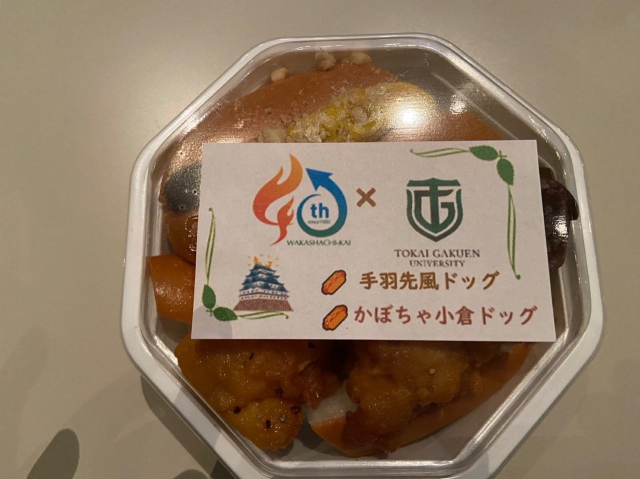 40th
WAKASHACHI-KAI
×
TOKAI GAKUEN
UNIVERSITY
手羽先風ドッグ
かぼちゃ小倉ドッグ